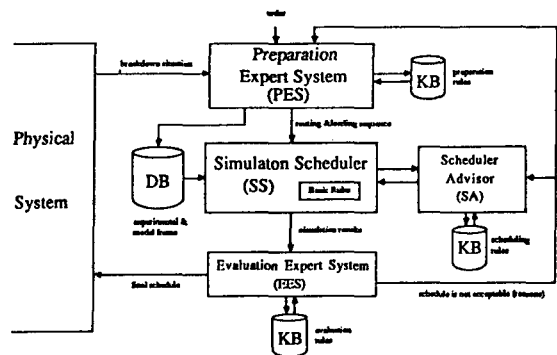 order
Preparation
Expert System
(PES)
breakdown situation
KB
preparation
rules
routing & loading sequence
Physical
System
DB
experimental &
model frame
Simulaton Scheduler
(SS)
Basic Rules
Scheduler
Advisor
(SA)
KB
scheduling
rules
simulation results
Evaluation Expert System
(EES)
final schedule
schedule is not acceptable (reasons)
KB
evaluation
rules